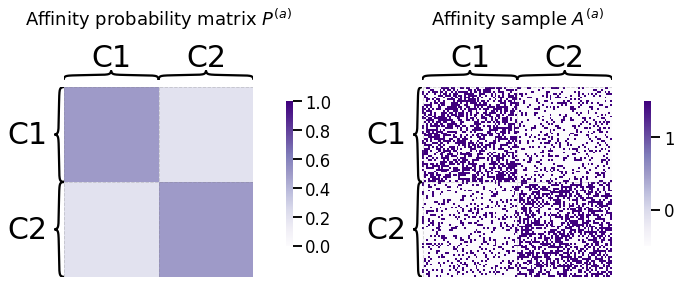 Affinity probability matrix P^(a)
C1 C2
C1
C2
1.0
0.8
0.6
0.4
0.2
0.0
Affinity sample A^(a)
C1 C2
C1
C2
1
0